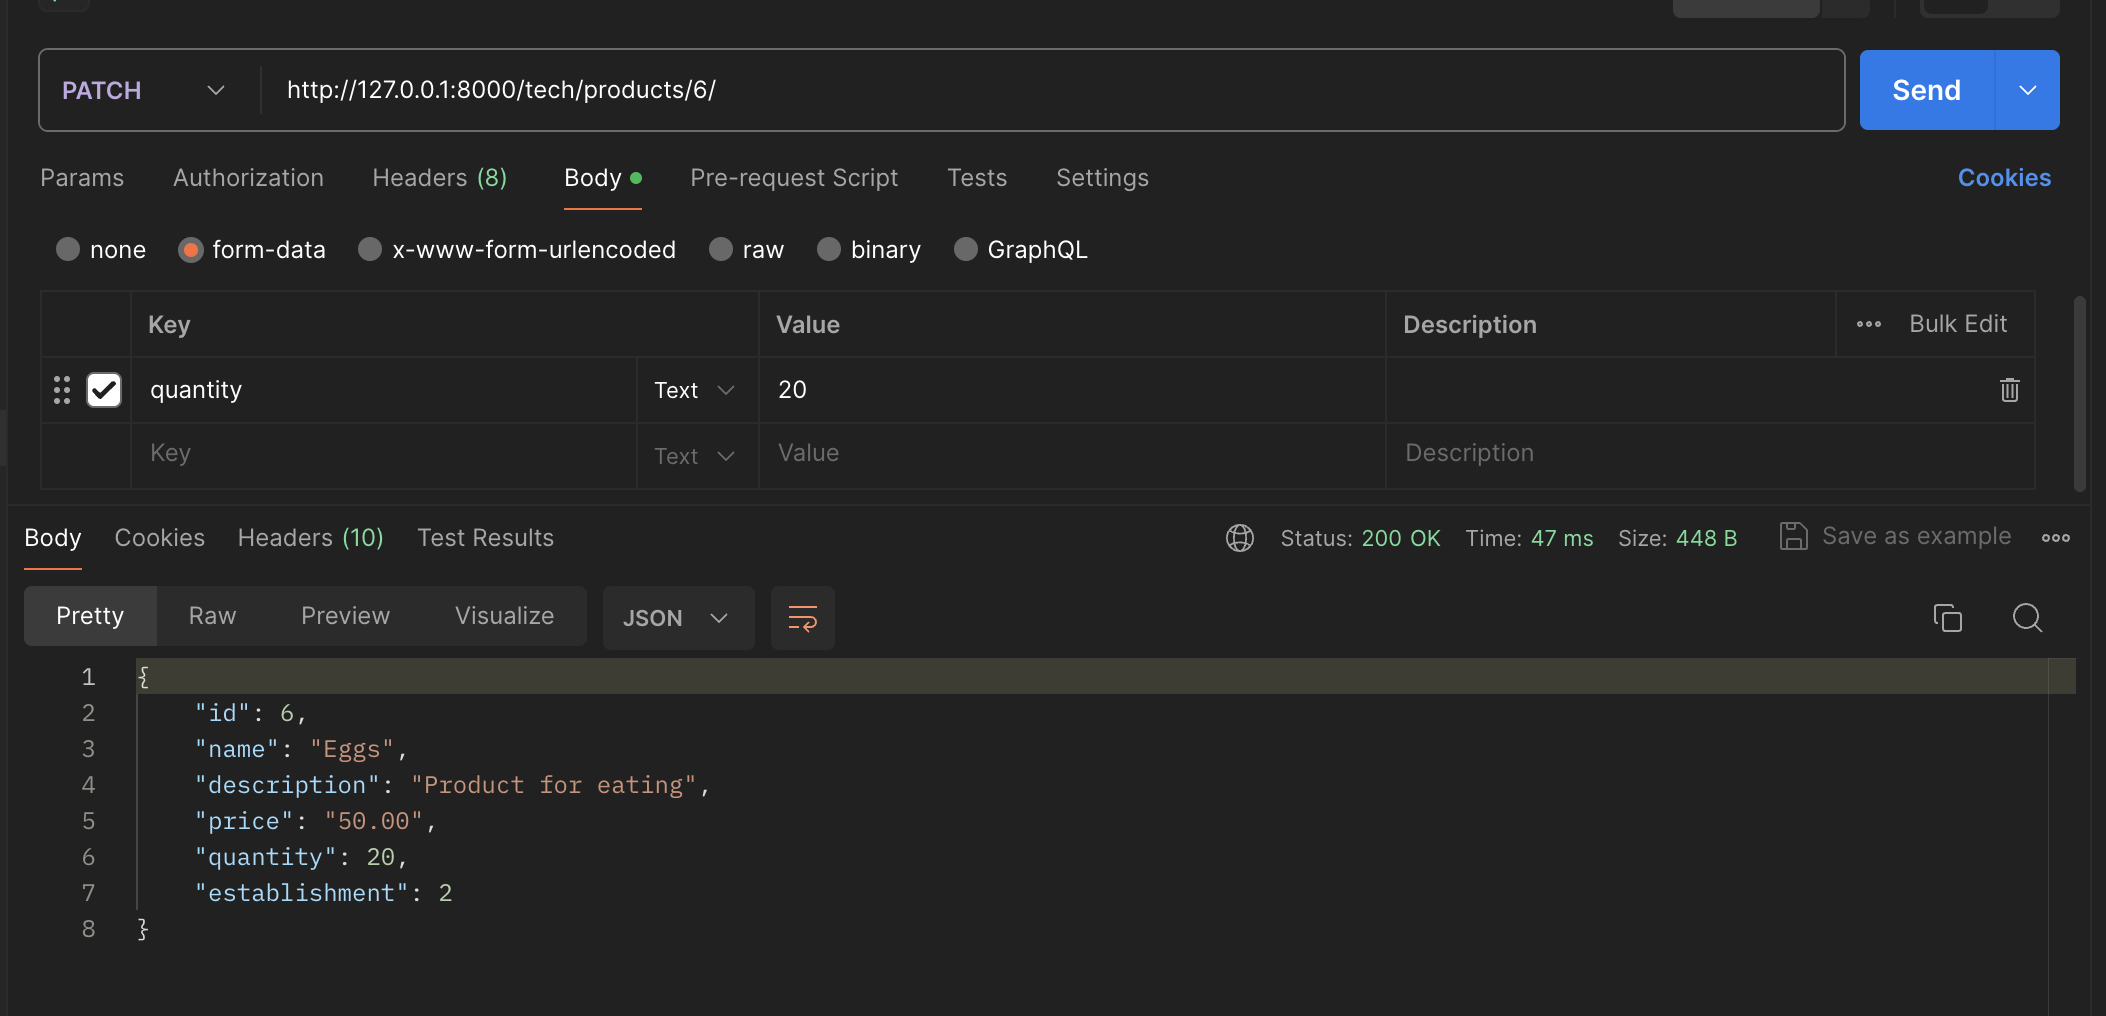 PATCH http://127.0.0.1:8000/tech/products/6/ Send
Params Authorization Headers (8) Body Pre-request Script Tests Settings Cookies
none form-data x-www-form-urlencoded raw binary GraphQL
Key Value Description Bulk Edit
quantity Text 20
Key Text Value Description
Body Cookies Headers (10) Test Results Status: 200 OK Time: 47 ms Size: 448 B Save as example
Pretty Raw Preview Visualize JSON
1 {
2 "id": 6,
3 "name": "Eggs",
4 "description": "Product for eating",
5 "price": "50.00",
6 "quantity": 20,
7 "establishment": 2
8 }